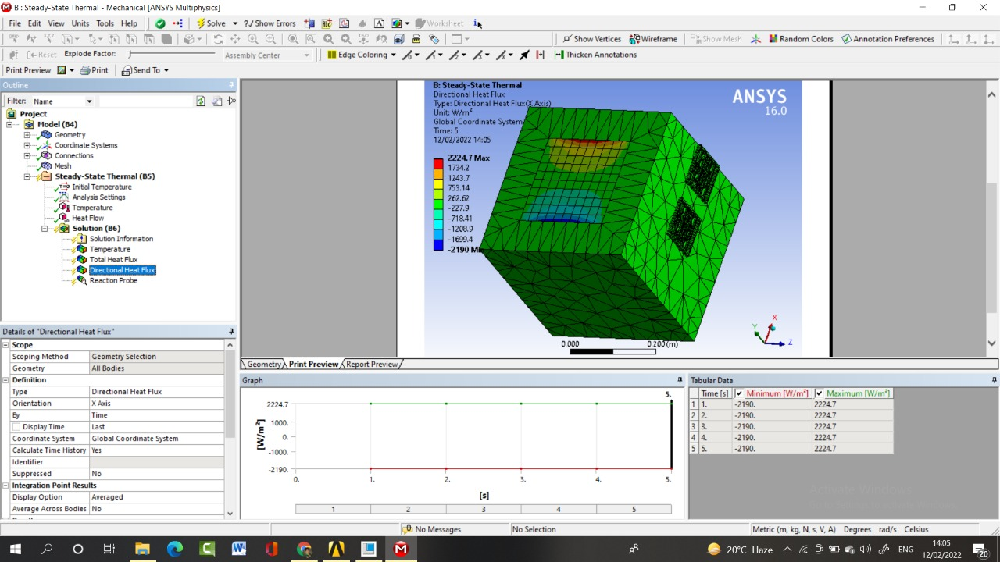 B : Steady-State Thermal - Mechanical [ANSYS Multiphysics]
File Edit View Units Tools Help Solve ?/ Show Errors Worksheet
Show Vertices Wireframe Show Mesh Random Colors Annotation Preferences
Reset Explode Factor: Assembly Center Edge Coloring Thicken Annotations
Print Preview Print Send To
Outline
Filter: Name
Project
Model (B4)
Geometry
Coordinate Systems
Connections
Mesh
Steady-State Thermal (B5)
Initial Temperature
Analysis Settings
Temperature
Heat Flow
Solution (B6)
Solution Information
Temperature
Total Heat Flux
Directional Heat Flux
Reaction Probe
Details of "Directional Heat Flux"
Scope
Scoping Method Geometry Selection
Geometry All Bodies
Definition
Type Directional Heat Flux
Orientation X Axis
By Time
Display Time Last
Coordinate System Global Coordinate System
Calculate Time History Yes
Identifier
Suppressed No
Integration Point Results
Display Option Averaged
Average Across Bodies No
B: Steady-State Thermal
Directional Heat Flux
Type: Directional Heat Flux(X Axis)
Unit: W/m²
Global Coordinate System
Time: 5
12/02/2022 14:05
2224.7 Max
1734.2
1243.7
753.14
262.62
-227.9
-718.41
-1208.9
-1699.4
-2190 Mi
ANSYS
16.0
0.000 0.200 (m)
X
Y
Z
Geometry Print Preview Report Preview
Graph
5.
2224.7
1000.
0.
-1000.
-2190.
[W/m²]
0. 1. 2. 3. 4. 5.
[s]
1 2 3 4 5
Tabular Data
Time [s] Minimum [W/m²] Maximum [W/m²]
1 1. -2190. 2224.7
2 2. -2190. 2224.7
3 3. -2190. 2224.7
4 4. -2190. 2224.7
5 5. -2190. 2224.7
Activate Windows
0 No Messages No Selection Metric (m, kg, N, s, V, A) Degrees rad/s Celsius
20°C Haze ENG 14:05
12/02/2022 20